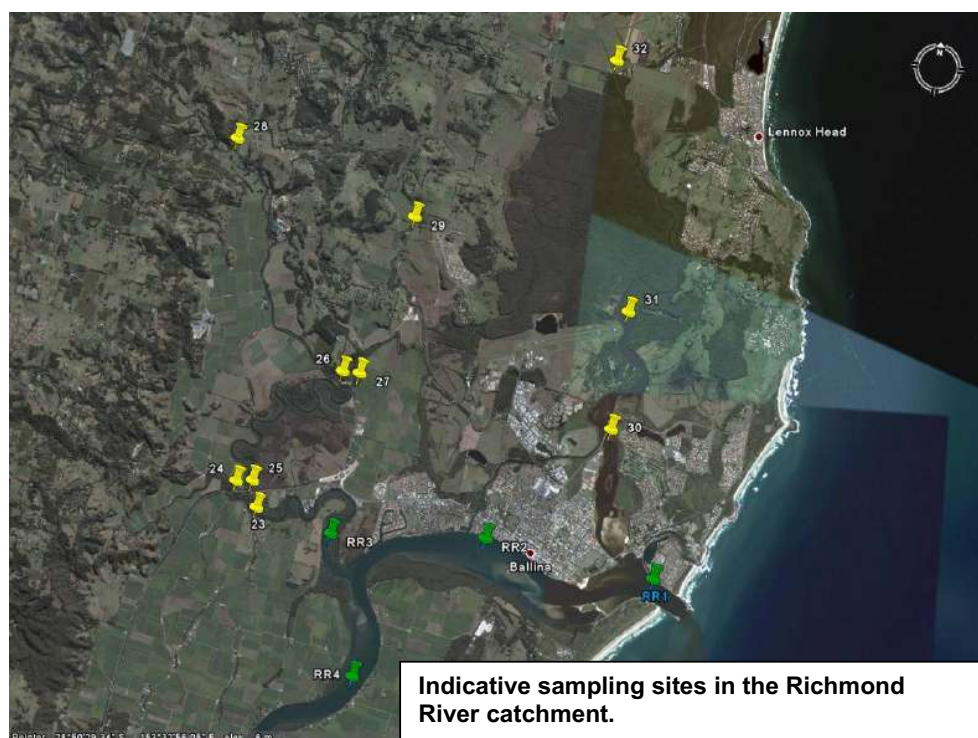 32
N
Lennox Head
28
29
31
26
27
30
24
25
23
RR3
RR2
Ballina
RR1
RR4
Indicative sampling sites in the Richmond
River catchment.